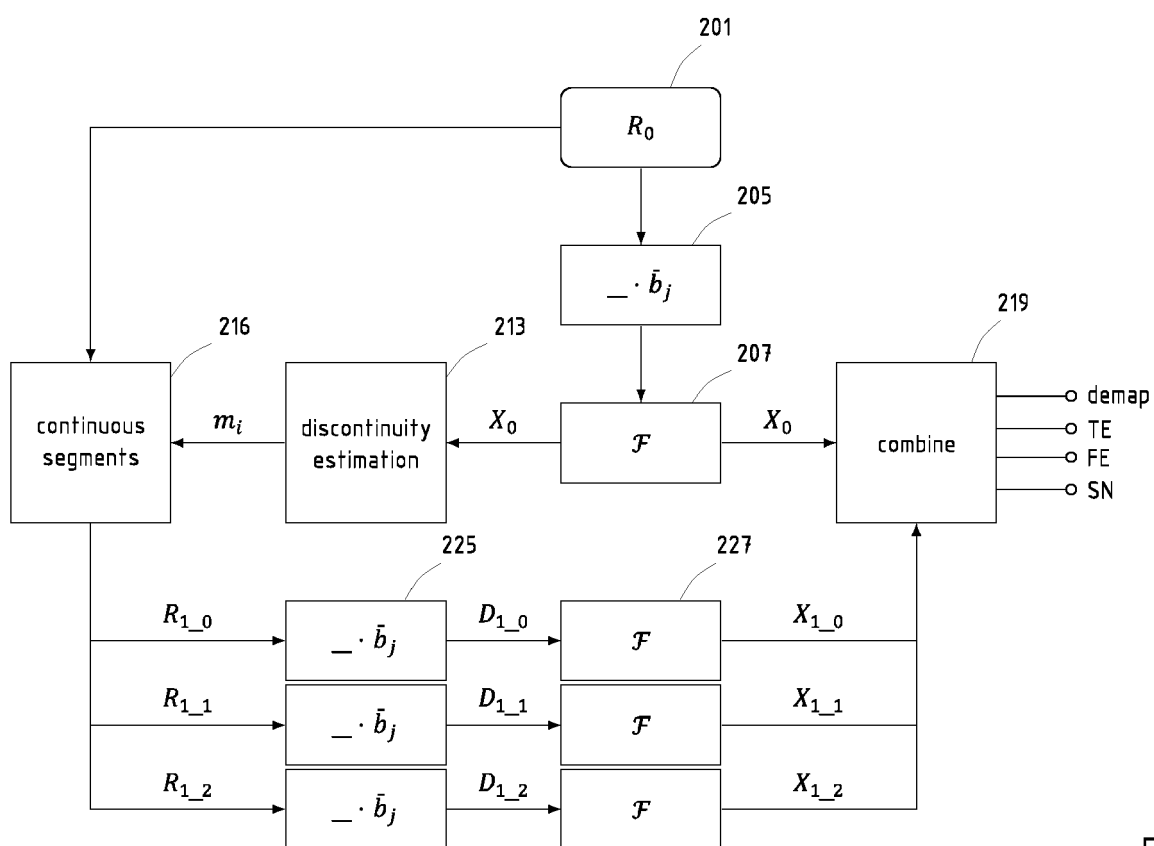 201
R₀
205
_ · b̄ⱼ
216
213
207
219
continuous
segments
mᵢ
discontinuity
estimation
X₀
ℱ
X₀
combine
demap
TE
FE
SN
225
227
R₁_₀
_ · b̄ⱼ
D₁_₀
ℱ
X₁_₀
R₁_₁
_ · b̄ⱼ
D₁_₁
ℱ
X₁_₁
R₁_₂
_ · b̄ⱼ
D₁_₂
ℱ
X₁_₂